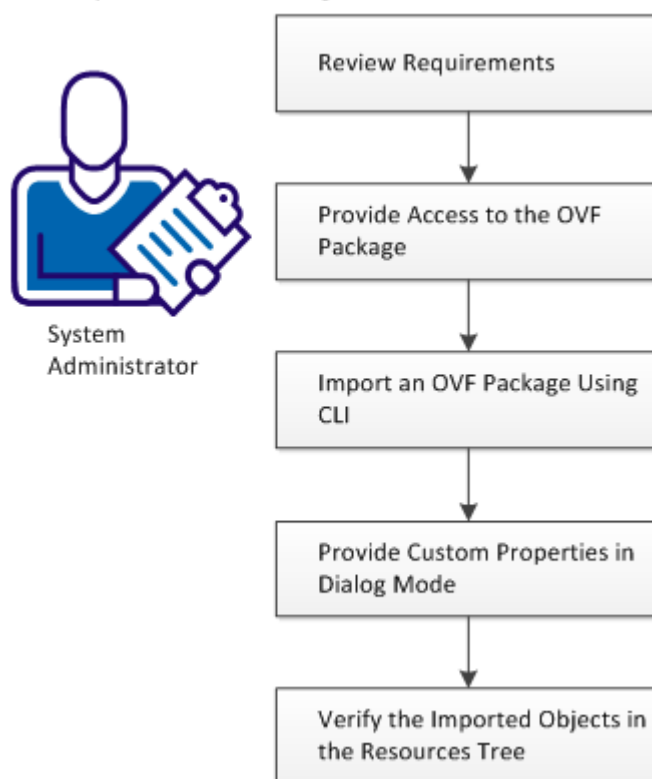 Review Requirements
Provide Access to the OVF
Package
System
Administrator
Import an OVF Package Using
CLI
Provide Custom Properties in
Dialog Mode
Verify the Imported Objects in
the Resources Tree